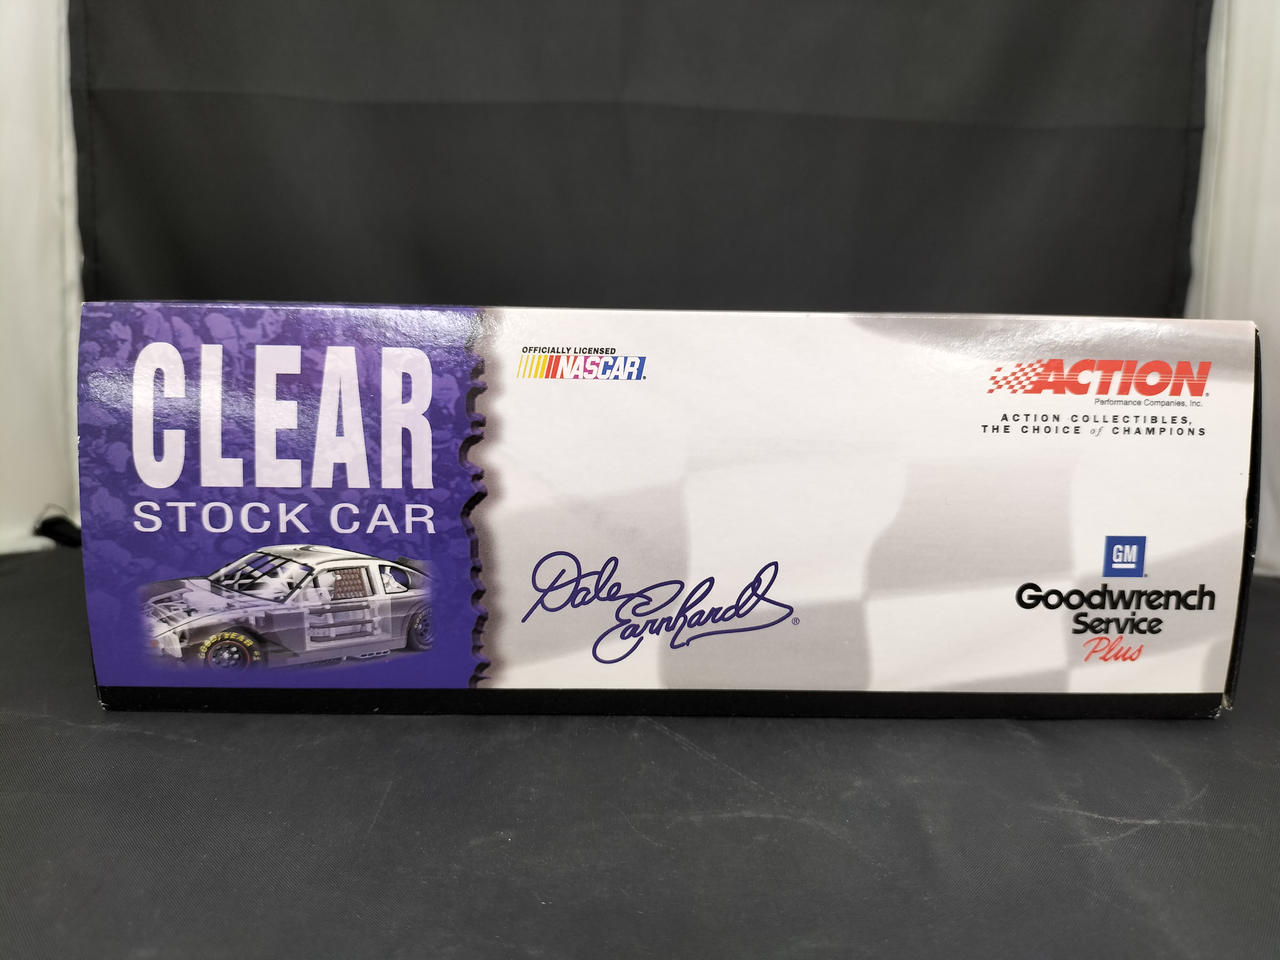 CLEAR
STOCK CAR
GOODYEAR
OFFICIALLY LICENSED
NASCAR.
Dale
Earnhardt®
ACTION®
Performance Companies, Inc.
ACTION COLLECTIBLES,
THE CHOICE of CHAMPIONS
GM
Goodwrench
Service
Plus